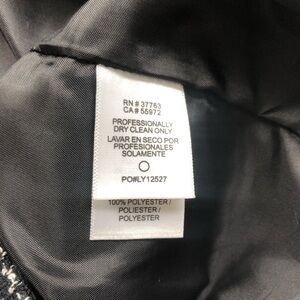 RN # 37763
CA # 55972
PROFESSIONALLY
DRY CLEAN ONLY
LAVAR EN SECO POR
PROFESIONALES
SOLAMENTE
PO#LY12527
100% POLYESTER /
POLIESTER /
POLYESTER